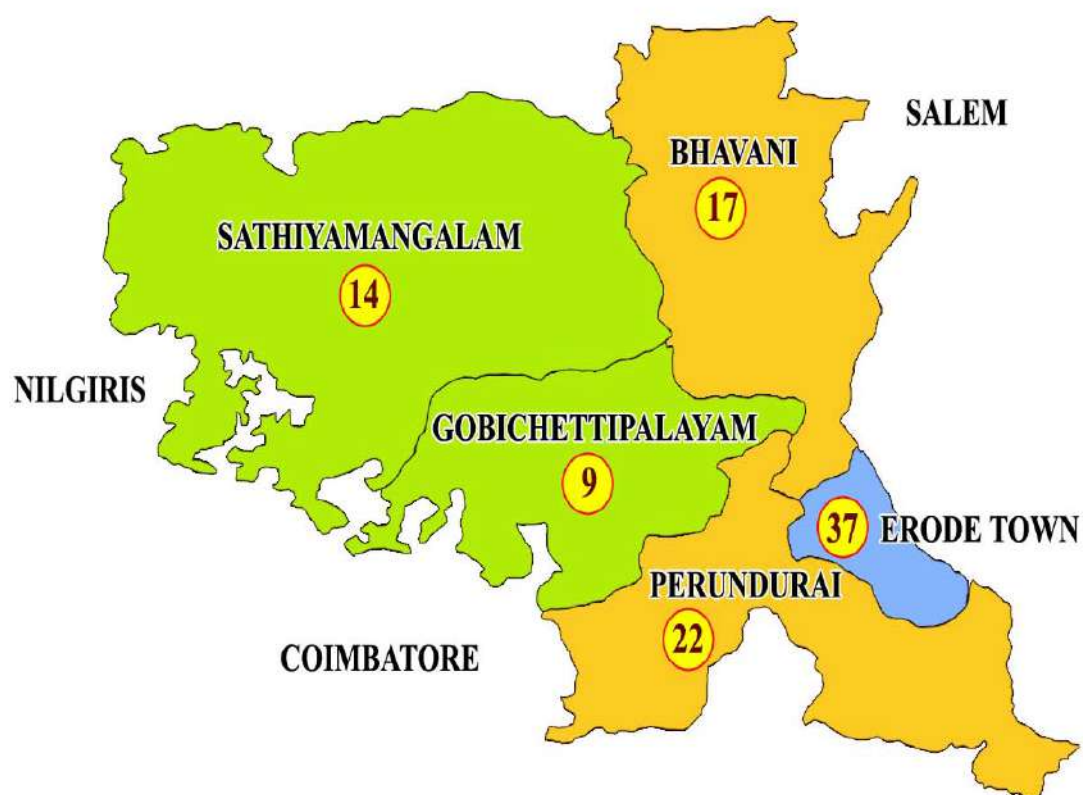 SALEM
BHAVANI
17
SATHIYAMANGALAM
14
NILGIRIS
GOBICHETTIPALAYAM
9
37
ERODE TOWN
PERUNDURAI
22
COIMBATORE